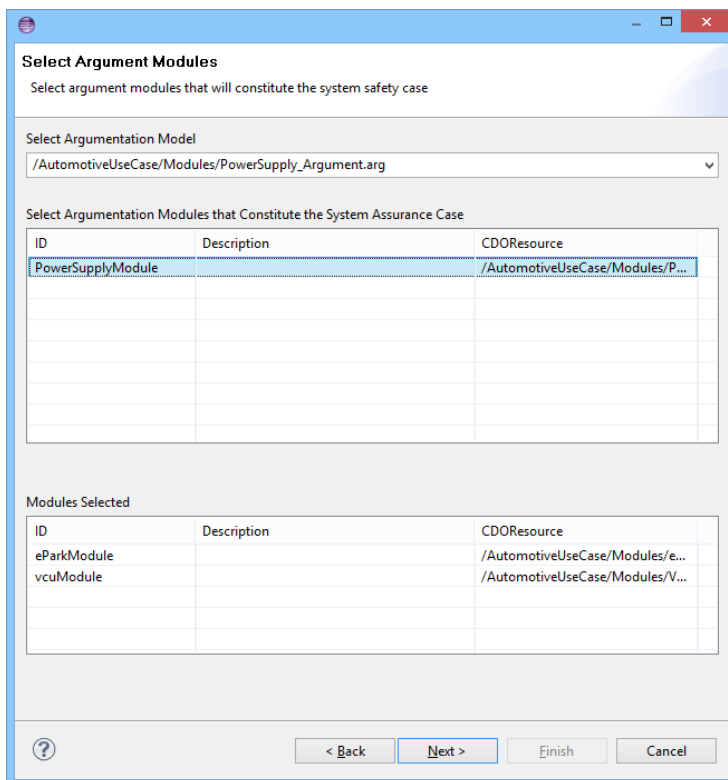 Select Argument Modules
Select argument modules that will constitute the system safety case
Select Argumentation Model
/AutomotiveUseCase/Modules/PowerSupply_Argument.arg
Select Argumentation Modules that Constitute the System Assurance Case
ID Description CDOResource
PowerSupplyModule /AutomotiveUseCase/Modules/P...
Modules Selected
ID Description CDOResource
eParkModule /AutomotiveUseCase/Modules/e...
vcuModule /AutomotiveUseCase/Modules/V...
? < Back Next > Finish Cancel